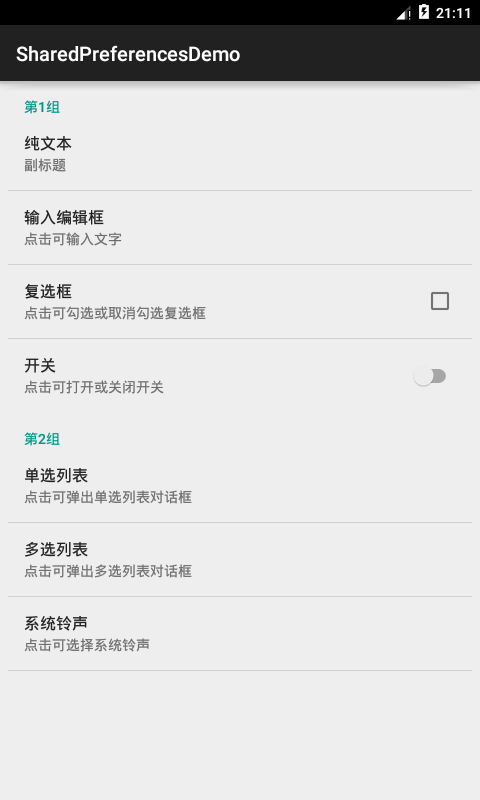 21:11
SharedPreferencesDemo
第1组
纯文本
副标题
输入编辑框
点击可输入文字
复选框
点击可勾选或取消勾选复选框
开关
点击可打开或关闭开关
第2组
单选列表
点击可弹出单选列表对话框
多选列表
点击可弹出多选列表对话框
系统铃声
点击可选择系统铃声